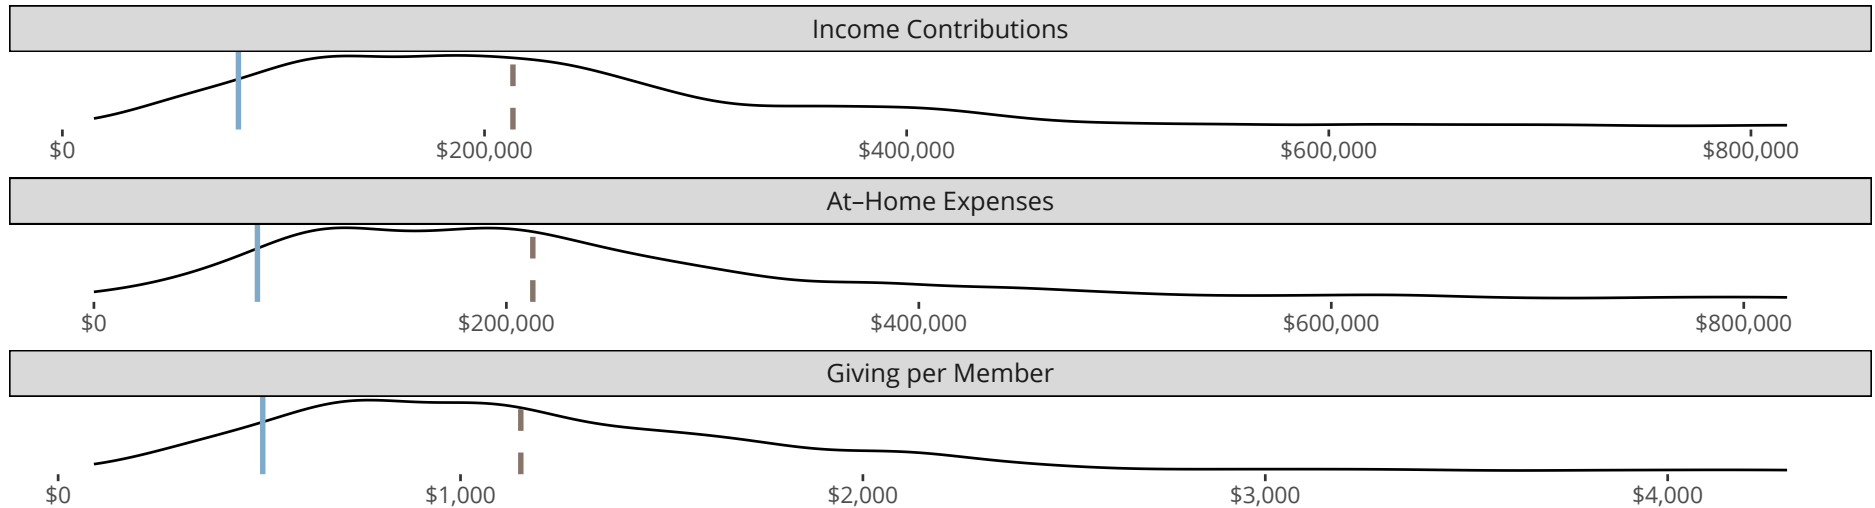 Income Contributions
$0 $200,000 $400,000 $600,000 $800,000
At–Home Expenses
$0 $200,000 $400,000 $600,000 $800,000
Giving per Member
$0 $1,000 $2,000 $3,000 $4,000